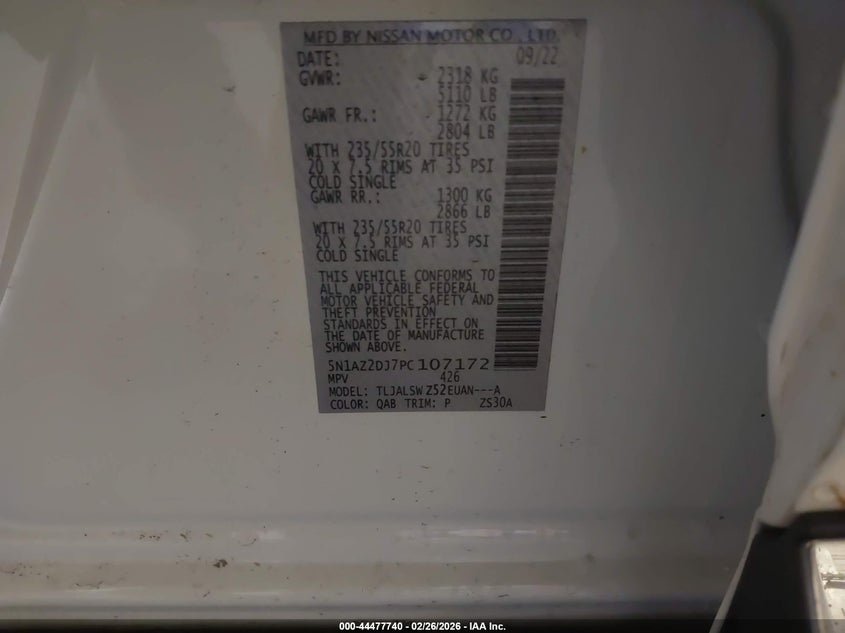 MFD BY NISSAN MOTOR CO., LTD.
DATE: 09/22
GVWR: 2318 KG
5110 LB
GAWR FR.: 1272 KG
2804 LB
WITH 235/55R20 TIRES
20 X 7.5 RIMS AT 35 PSI
COLD SINGLE
GAWR RR.: 1300 KG
2866 LB
WITH 235/55R20 TIRES
20 X 7.5 RIMS AT 35 PSI
COLD SINGLE
THIS VEHICLE CONFORMS TO
ALL APPLICABLE FEDERAL
MOTOR VEHICLE SAFETY AND
THEFT PREVENTION
STANDARDS IN EFFECT ON
THE DATE OF MANUFACTURE
SHOWN ABOVE.
5N1AZ2DJ7PC107172
MPV 426
MODEL: TLJALSW Z52EUAN---A
COLOR: QAB TRIM: P ZS30A
000-44477740 - 02/26/2026 - IAA Inc.